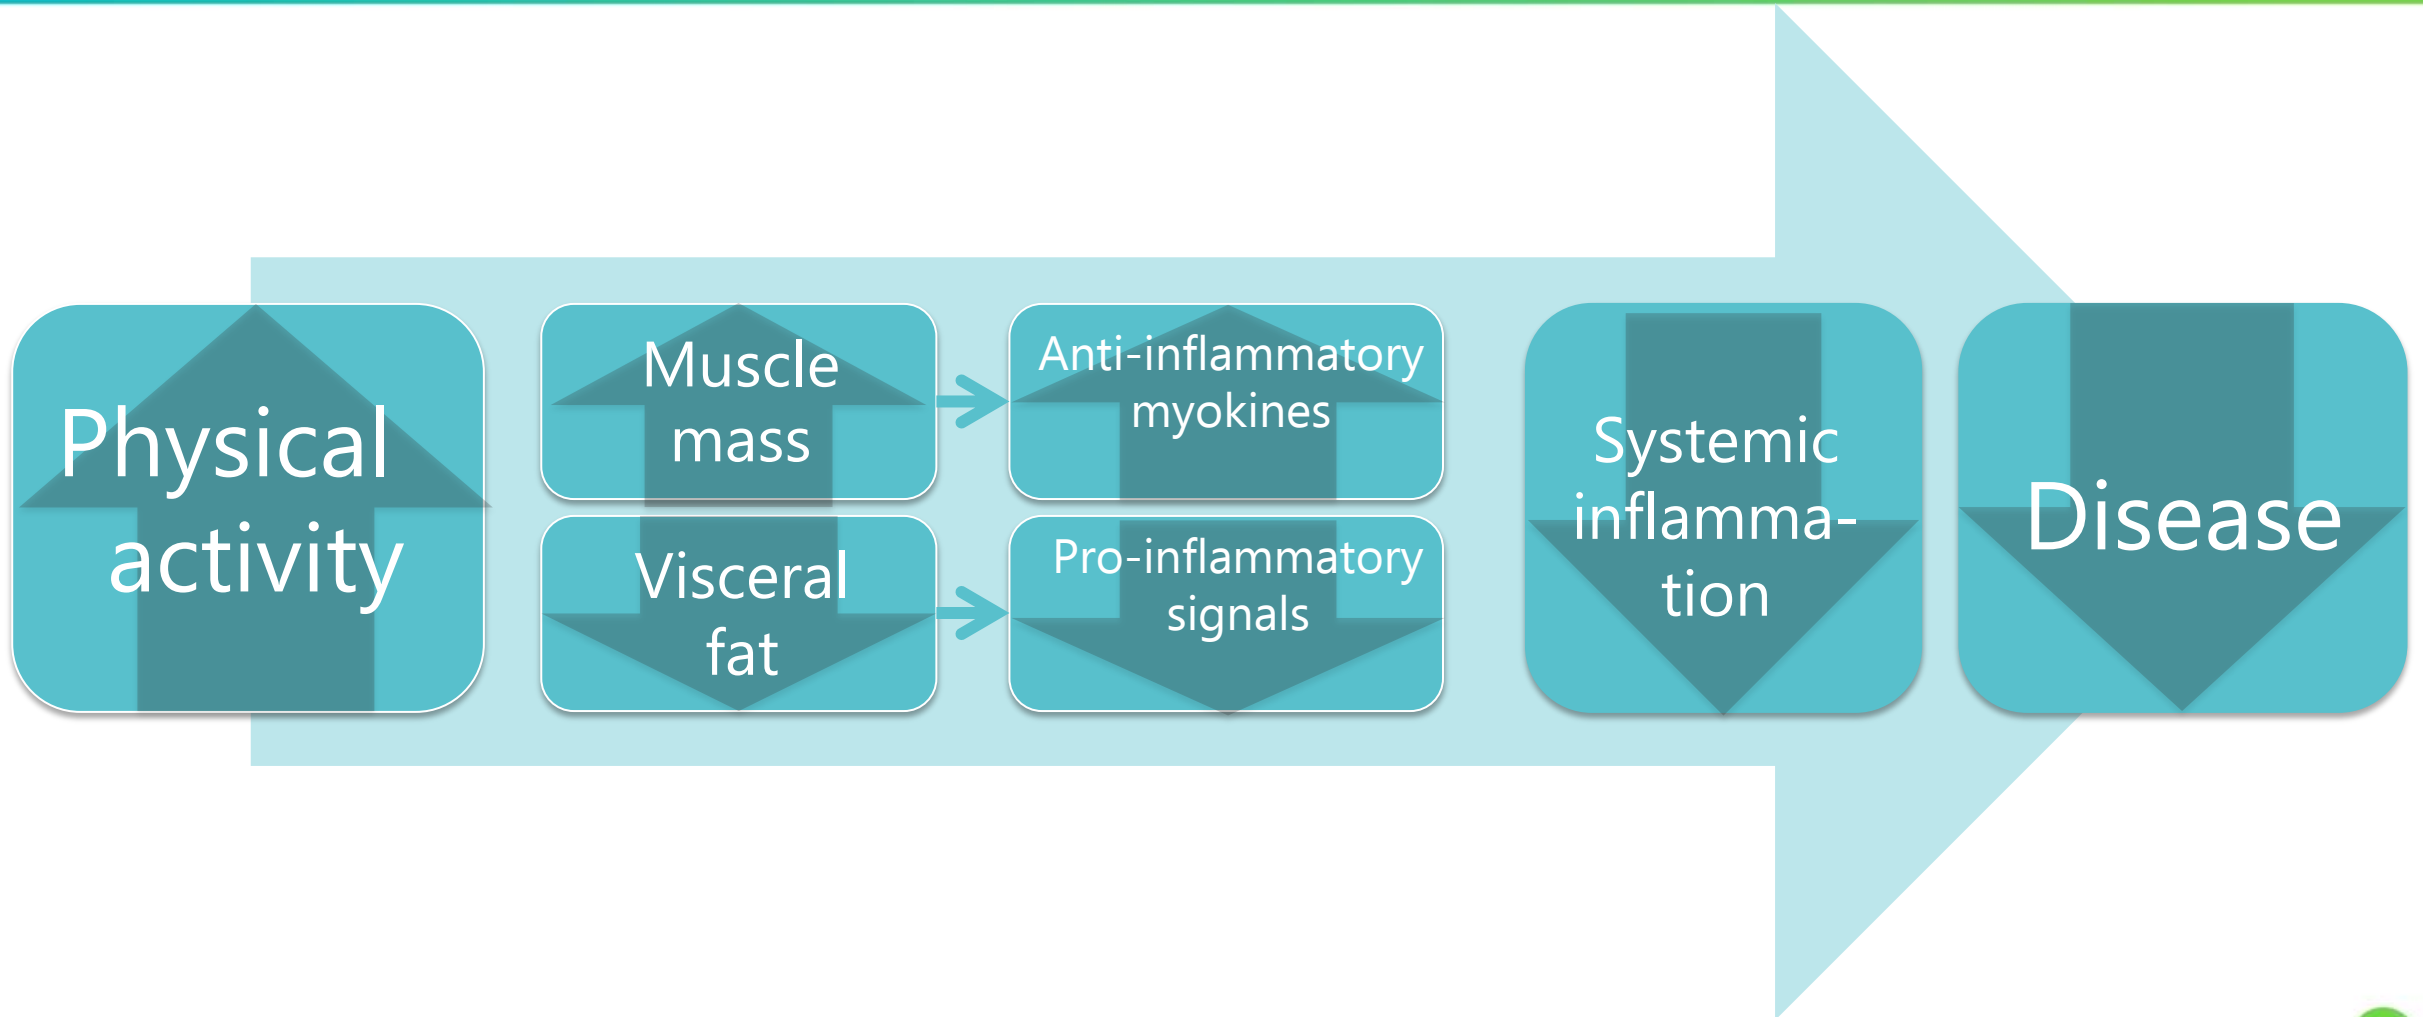 Physical
activity
Muscle
mass
Anti-inflammatory
myokines
Visceral
fat
Pro-inflammatory
signals
Systemic
inflamma-
tion
Disease